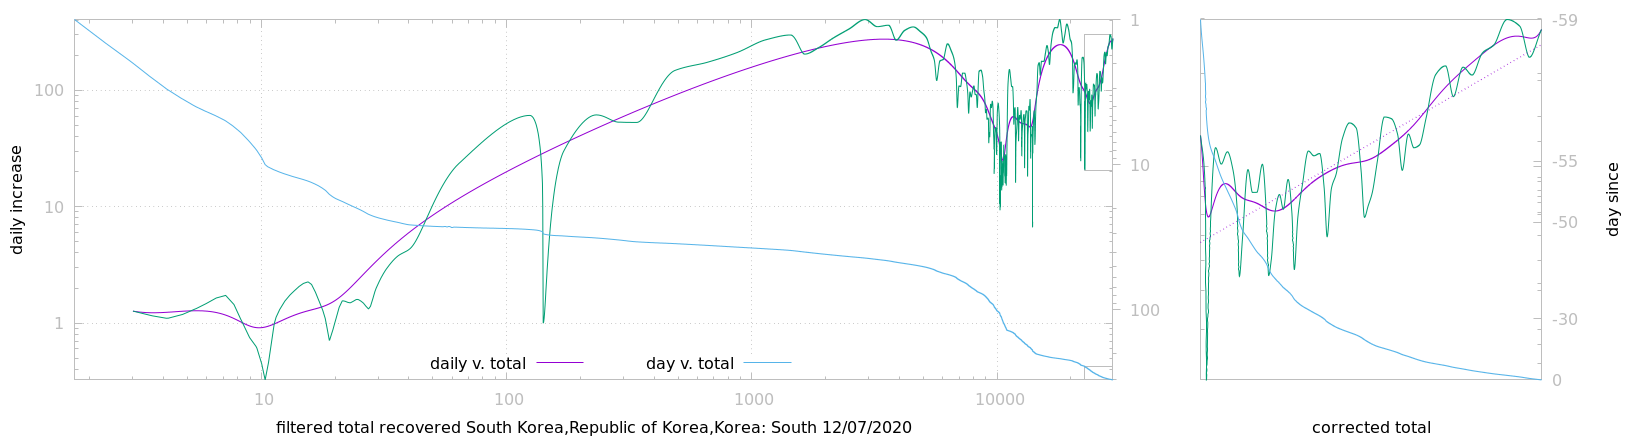 1
-59
100
10
-55
daily increase
10
-50
day since
1
100
-30
daily v. total
day v. total
0
10
100
1000
10000
filtered total recovered South Korea,Republic of Korea,Korea: South 12/07/2020
corrected total